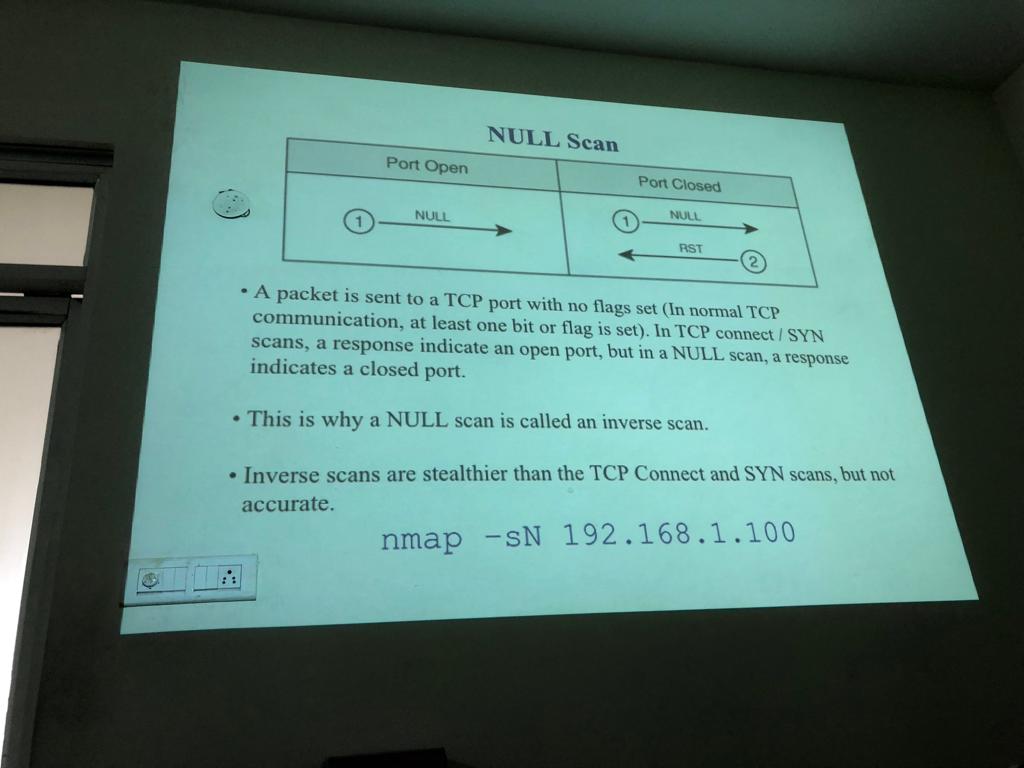 NULL Scan
Port Open
Port Closed
1 NULL
1 NULL
RST 2
• A packet is sent to a TCP port with no flags set (In normal TCP
communication, at least one bit or flag is set). In TCP connect / SYN
scans, a response indicate an open port, but in a NULL scan, a response
indicates a closed port.
• This is why a NULL scan is called an inverse scan.
• Inverse scans are stealthier than the TCP Connect and SYN scans, but not
accurate.
nmap -sN 192.168.1.100